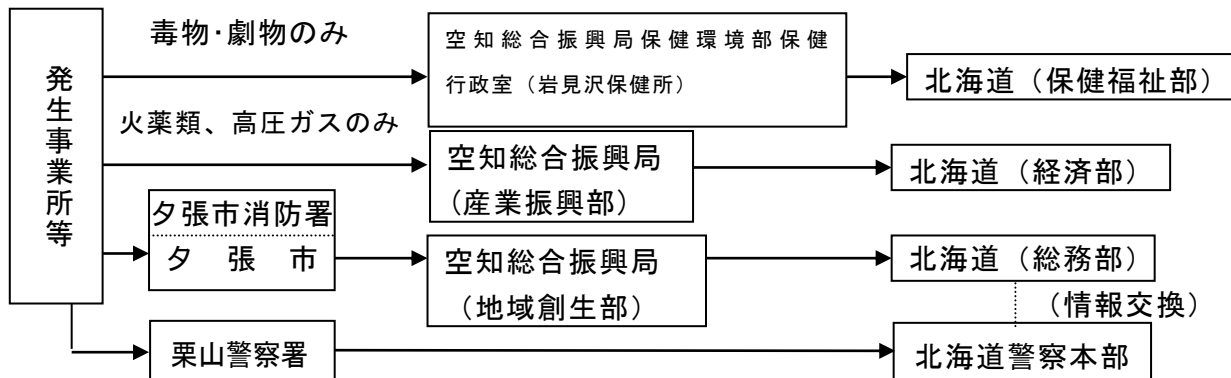 発生事業所等
毒物･劇物のみ
空知総合振興局保健環境部保健
行政室（岩見沢保健所）
北海道（保健福祉部）
火薬類、高圧ガスのみ
空知総合振興局
（産業振興部）
北海道（経済部）
夕張市消防署
夕　張　市
空知総合振興局
（地域創生部）
北海道（総務部）
（情報交換）
栗山警察署
北海道警察本部